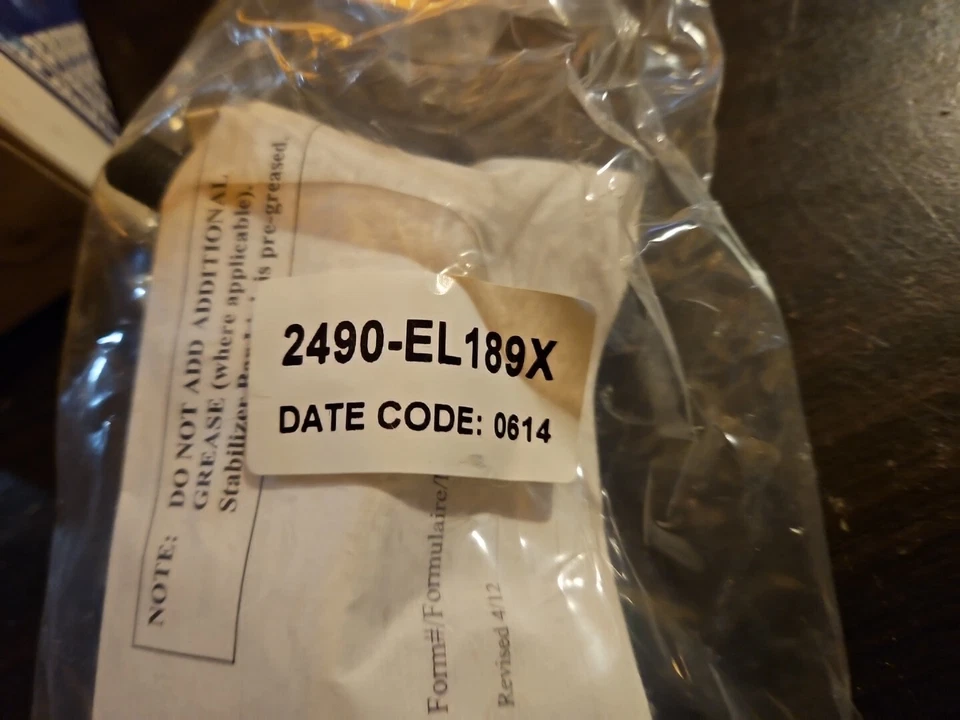 2490-EL189X
DATE CODE: 0614
NOTE: DO NOT ADD ADDITIONAL
GREASE (where applicable).
Stabilizer
is pre-greased.
Form#/Formulaire/
Revised 4/12